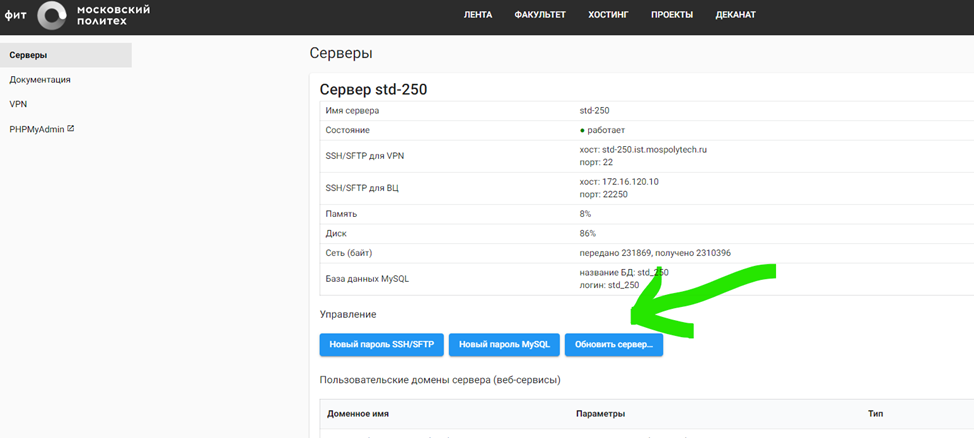 фит
московский
политех
ЛЕНТА ФАКУЛЬТЕТ ХОСТИНГ ПРОЕКТЫ ДЕКАНАТ
Серверы
Документация
VPN
PHPMyAdmin
Серверы
Сервер std-250
Имя сервера std-250
Состояние работает
SSH/SFTP для VPN хост: std-250.ist.mospolytech.ru
порт: 22
SSH/SFTP для ВЦ хост: 172.16.120.10
порт: 22250
Память 8%
Диск 86%
Сеть (байт) передано 231869, получено 2310396
База данных MySQL название БД: std_250
логин: std_250
Управление
Новый пароль SSH/SFTP Новый пароль MySQL Обновить сервер...
Пользовательские домены сервера (веб-сервисы)
Доменное имя Параметры Тип